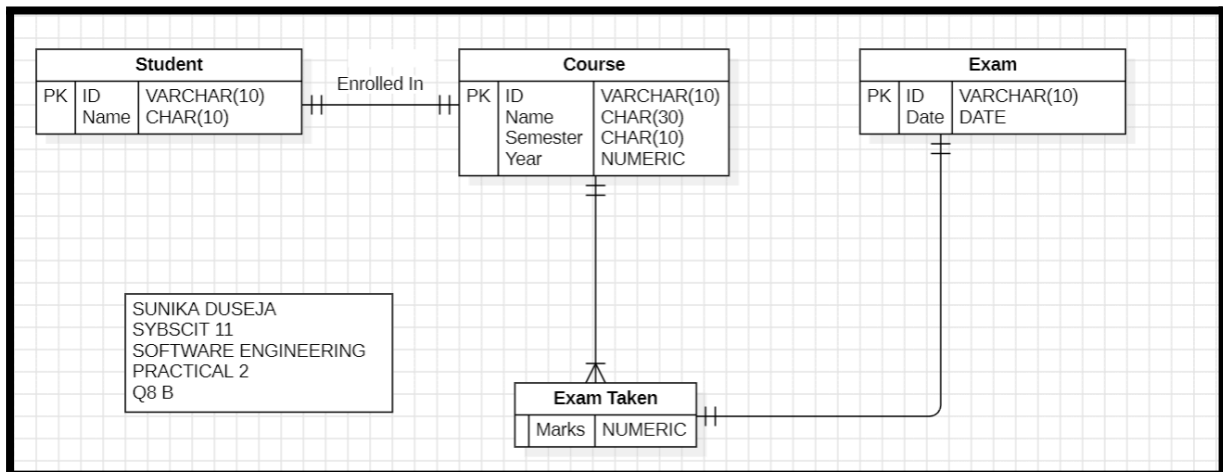 Student
PK ID VARCHAR(10)
Name CHAR(10)
Enrolled In
Course
PK ID VARCHAR(10)
Name CHAR(30)
Semester CHAR(10)
Year NUMERIC
Exam
PK ID VARCHAR(10)
Date DATE
SUNIKA DUSEJA
SYBSCIT 11
SOFTWARE ENGINEERING
PRACTICAL 2
Q8 B
Exam Taken
Marks NUMERIC